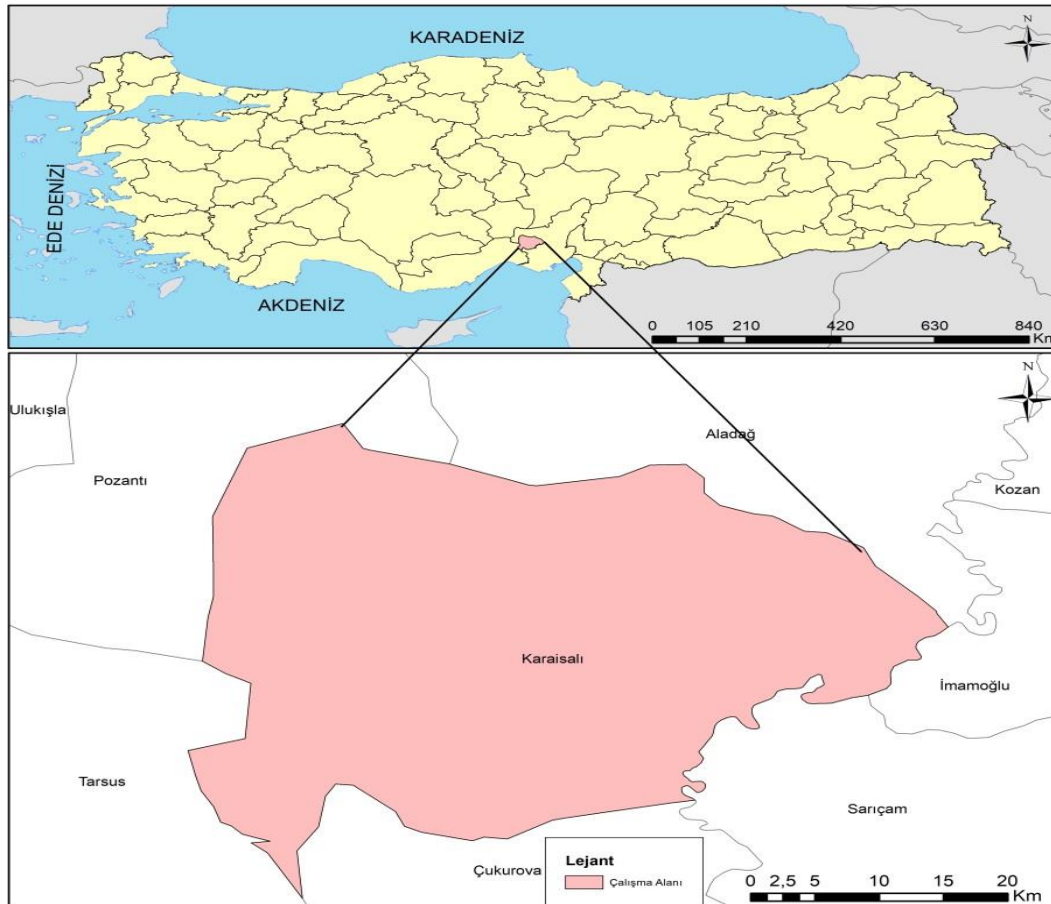 KARADENİZ
N
EDE DENİZİ
AKDENİZ
0 105 210 420 630 840
Km
N
Ulukışla
Aladağ
Pozantı
Kozan
Karaisalı
İmamoğlu
Tarsus
Sarıçam
Çukurova
Lejant
Çalışma Alanı
0 2,5 5 10 15 20
Km